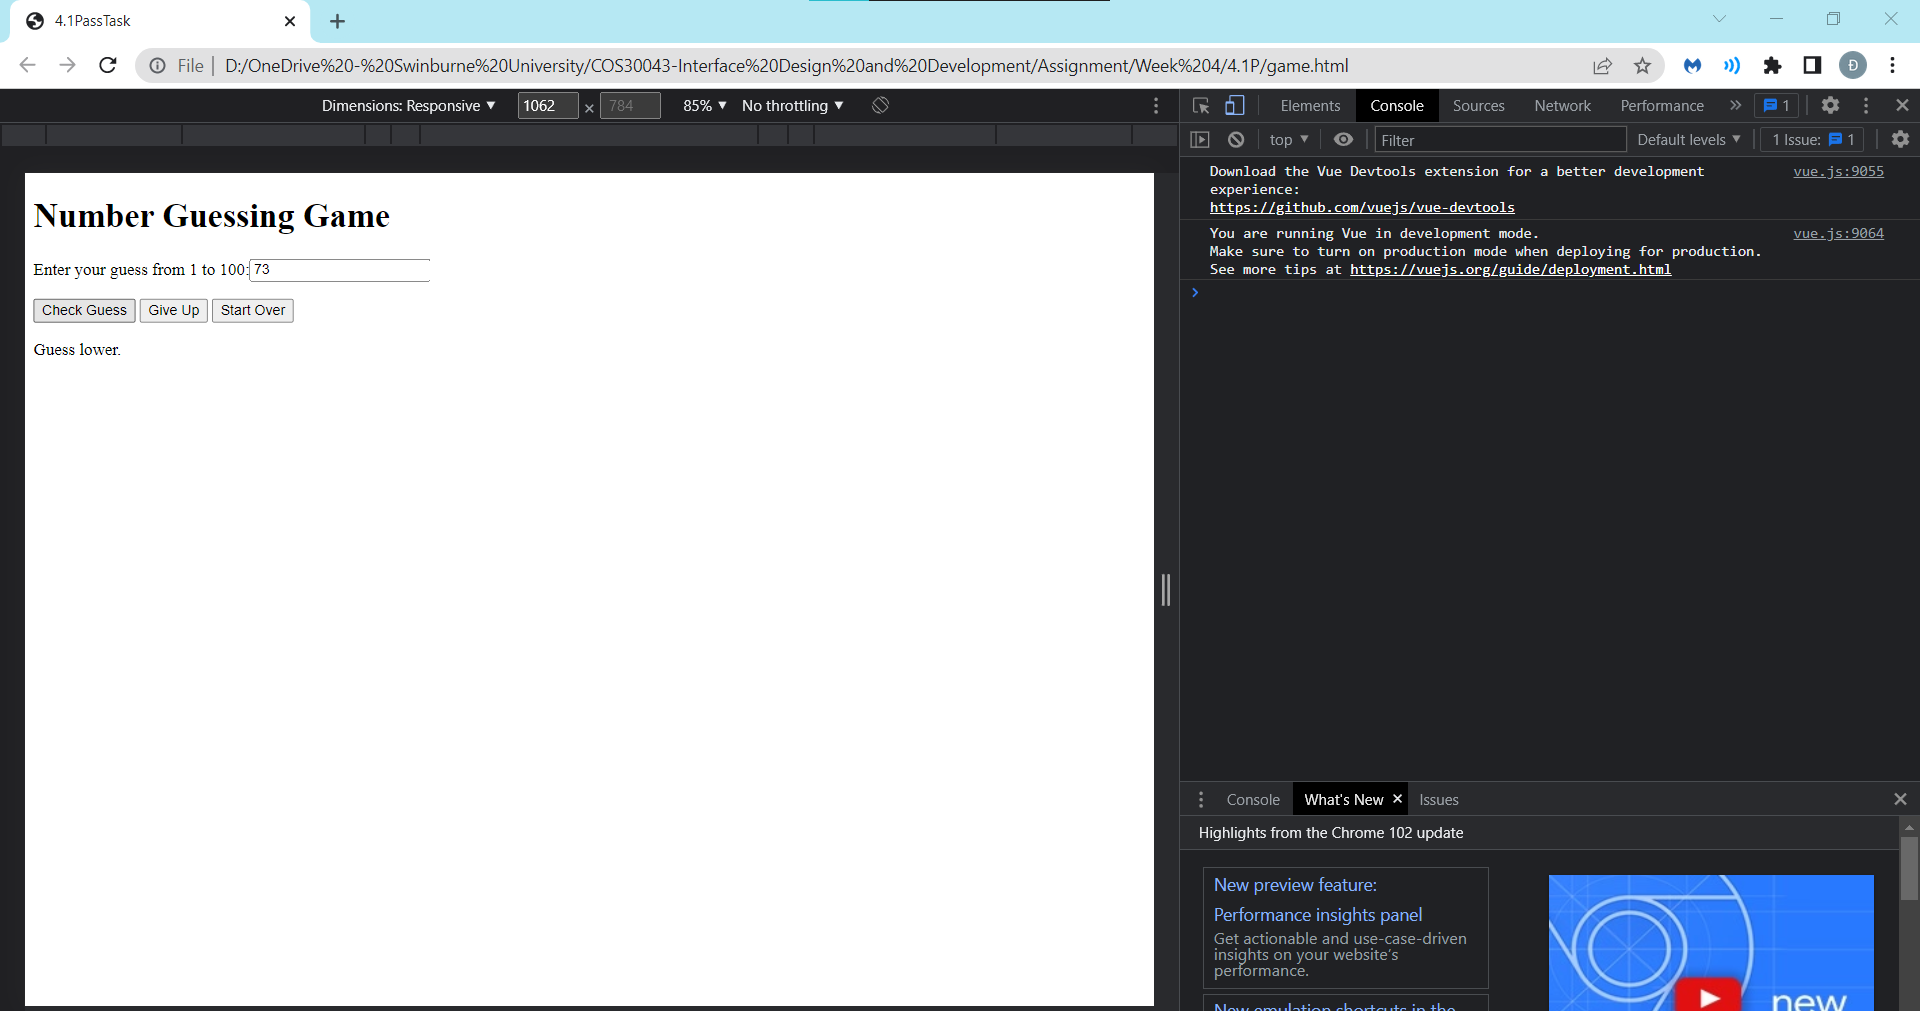 4.1PassTask
File | D:/OneDrive%20-%20Swinburne%20University/COS30043-Interface%20Design%20and%20Development/Assignment/Week%204/4.1P/game.html
Đ
Dimensions: Responsive ▼ 1062 × 784 85% ▼ No throttling ▼
Elements Console Sources Network Performance » 1
top ▼ Filter Default levels ▼ 1 Issue: 1
Number Guessing Game
Enter your guess from 1 to 100: 73
Check Guess Give Up Start Over
Guess lower.
Download the Vue Devtools extension for a better development vue.js:9055
experience:
https://github.com/vuejs/vue-devtools
You are running Vue in development mode. vue.js:9064
Make sure to turn on production mode when deploying for production.
See more tips at https://vuejs.org/guide/deployment.html
Console What's New Issues
Highlights from the Chrome 102 update
New preview feature:
Performance insights panel
Get actionable and use-case-driven
insights on your website's
performance.
New emulation shortcuts in the
new